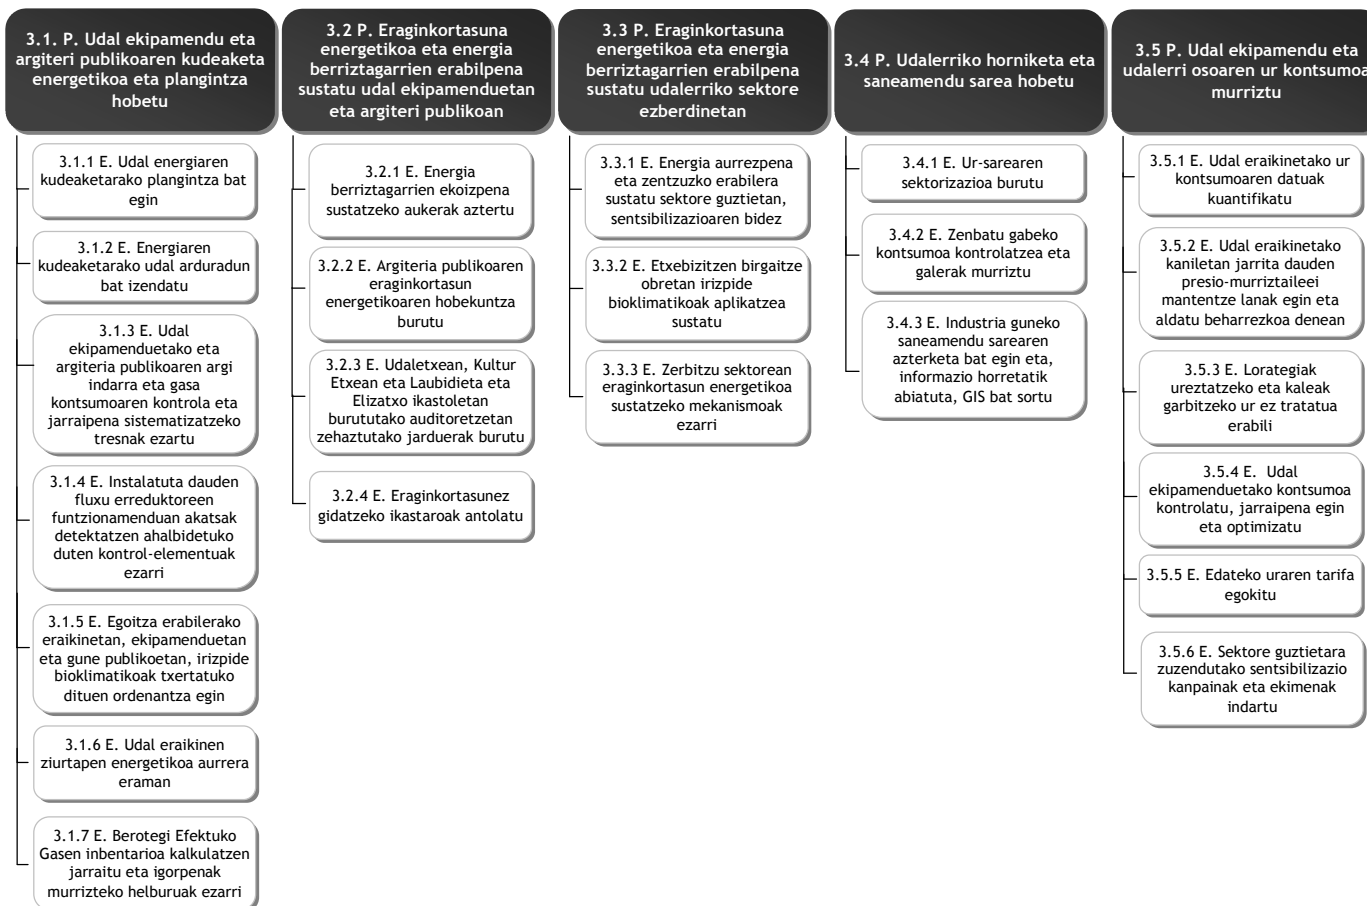 3.1. P. Udal ekipamendu eta
argiteri publikoaren kudeaketa
energetikoa eta plangintza
hobetu
3.1.1 E. Udal energiaren
kudeaketarako plangintza bat
egin
3.1.2 E. Energiaren
kudeaketarako udal arduradun
bat izendatu
3.1.3 E. Udal
ekipamenduetako eta
argiteria publikoaren argi
indarra eta gasa
kontsumoaren kontrola eta
jarraipena sistematizatzeko
tresnak ezartu
3.1.4 E. Instalatuta dauden
fluxu erreduktoreen
funtzionamenduan akatsak
detektatzen ahalbidetuko
duten kontrol-elementuak
ezarri
3.1.5 E. Egoitza erabilerako
eraikinetan, ekipamenduetan
eta gune publikoetan, irizpide
bioklimatikoak txertatuko
dituen ordenantza egin
3.1.6 E. Udal eraikinen
ziurtapen energetikoa aurrera
eraman
3.1.7 E. Berotegi Efektuko
Gasen inbentarioa kalkulatzen
jarraitu eta igorpenak
murrizteko helburuak ezarri
3.2 P. Eraginkortasuna
energetikoa eta energia
berriztagarrien erabilpena
sustatu udal ekipamenduetan
eta argiteri publikoan
3.2.1 E. Energia
berriztagarrien ekoizpena
sustatzeko aukerak aztertu
3.2.2 E. Argiteria publikoaren
eraginkortasun
energetikoaren hobekuntza
burutu
3.2.3 E. Udaletxean, Kultur
Etxean eta Laubidieta eta
Elizatxo ikastoletan
burututako auditoretzetan
zehaztutako jarduerak burutu
3.2.4 E. Eraginkortasunez
gidatzeko ikastaroak antolatu
3.3 P. Eraginkortasuna
energetikoa eta energia
berriztagarrien erabilpena
sustatu udalerriko sektore
ezberdinetan
3.3.1 E. Energia aurrezpena
eta zentzuzko erabilera
sustatu sektore guztietan,
sentsibilizazioaren bidez
3.3.2 E. Etxebizitzen birgaitze
obretan irizpide
bioklimatikoak aplikatzea
sustatu
3.3.3 E. Zerbitzu sektorean
eraginkortasun energetikoa
sustatzeko mekanismoak
ezarri
3.4 P. Udalerriko horniketa eta
saneamendu sarea hobetu
3.4.1 E. Ur-sarearen
sektorizazioa burutu
3.4.2 E. Zenbatu gabeko
kontsumoa kontrolatzea eta
galerak murriztu
3.4.3 E. Industria guneko
saneamendu sarearen
azterketa bat egin eta,
informazio horretatik
abiatuta, GIS bat sortu
3.5 P. Udal ekipamendu eta
udalerri osoaren ur kontsumoa
murriztu
3.5.1 E. Udal eraikinetako ur
kontsumoaren datuak
kuantifikatu
3.5.2 E. Udal eraikinetako
kaniletan jarrita dauden
presio-murriztaileei
mantentze lanak egin eta
aldatu beharrezkoa denean
3.5.3 E. Lorategiak
ureztatzeko eta kaleak
garbitzeko ur ez tratatua
erabili
3.5.4 E. Udal
ekipamenduetako kontsumoa
kontrolatu, jarraipena egin
eta optimizatu
3.5.5 E. Edateko uraren tarifa
egokitu
3.5.6 E. Sektore guztietara
zuzendutako sentsibilizazio
kanpainak eta ekimenak
indartu